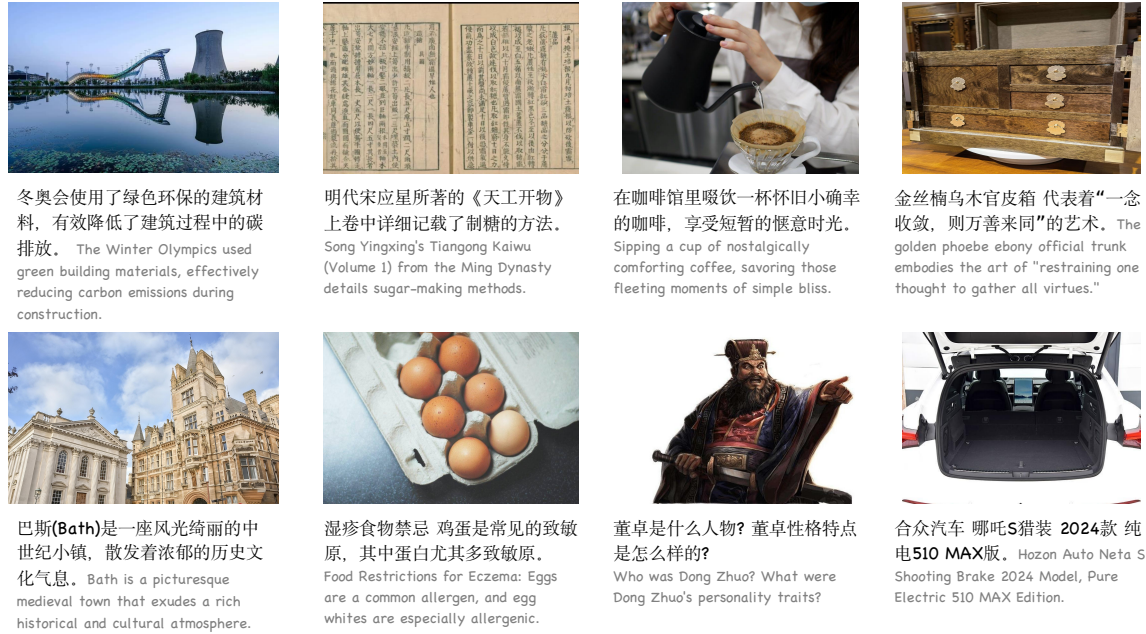 冬奥会使用了绿色环保的建筑材
料，有效降低了建筑过程中的碳
排放。 The Winter Olympics used
green building materials, effectively
reducing carbon emissions during
construction.
明代宋应星所著的《天工开物》
上卷中详细记载了制糖的方法。
Song Yingxing's Tiangong Kaiwu
(Volume 1) from the Ming Dynasty
details sugar-making methods.
在咖啡馆里啜饮一杯怀旧小确幸
的咖啡，享受短暂的惬意时光。
Sipping a cup of nostalgically
comforting coffee, savoring those
fleeting moments of simple bliss.
金丝楠乌木官皮箱 代表着“一念
收敛，则万善来同”的艺术。The
golden phoebe ebony official trunk
embodies the art of "restraining one
thought to gather all virtues."
巴斯(Bath)是一座风光绮丽的中
世纪小镇，散发着浓郁的历史文
化气息。Bath is a picturesque
medieval town that exudes a rich
historical and cultural atmosphere.
湿疹食物禁忌 鸡蛋是常见的致敏
原，其中蛋白尤其多致敏原。
Food Restrictions for Eczema: Eggs
are a common allergen, and egg
whites are especially allergenic.
董卓是什么人物? 董卓性格特点
是怎么样的?
Who was Dong Zhuo? What were
Dong Zhuo's personality traits?
合众汽车 哪吒S猎装 2024款 纯
电510 MAX版。Hozon Auto Neta S
Shooting Brake 2024 Model, Pure
Electric 510 MAX Edition.